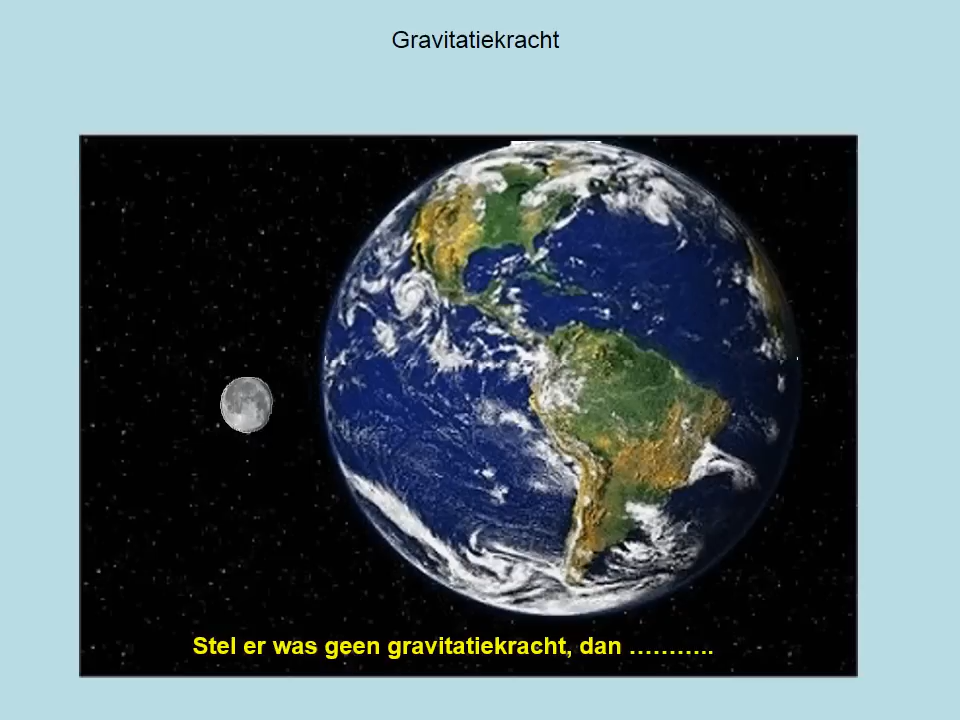 Gravitatiekracht
Stel er was geen gravitatiekracht, dan ………..